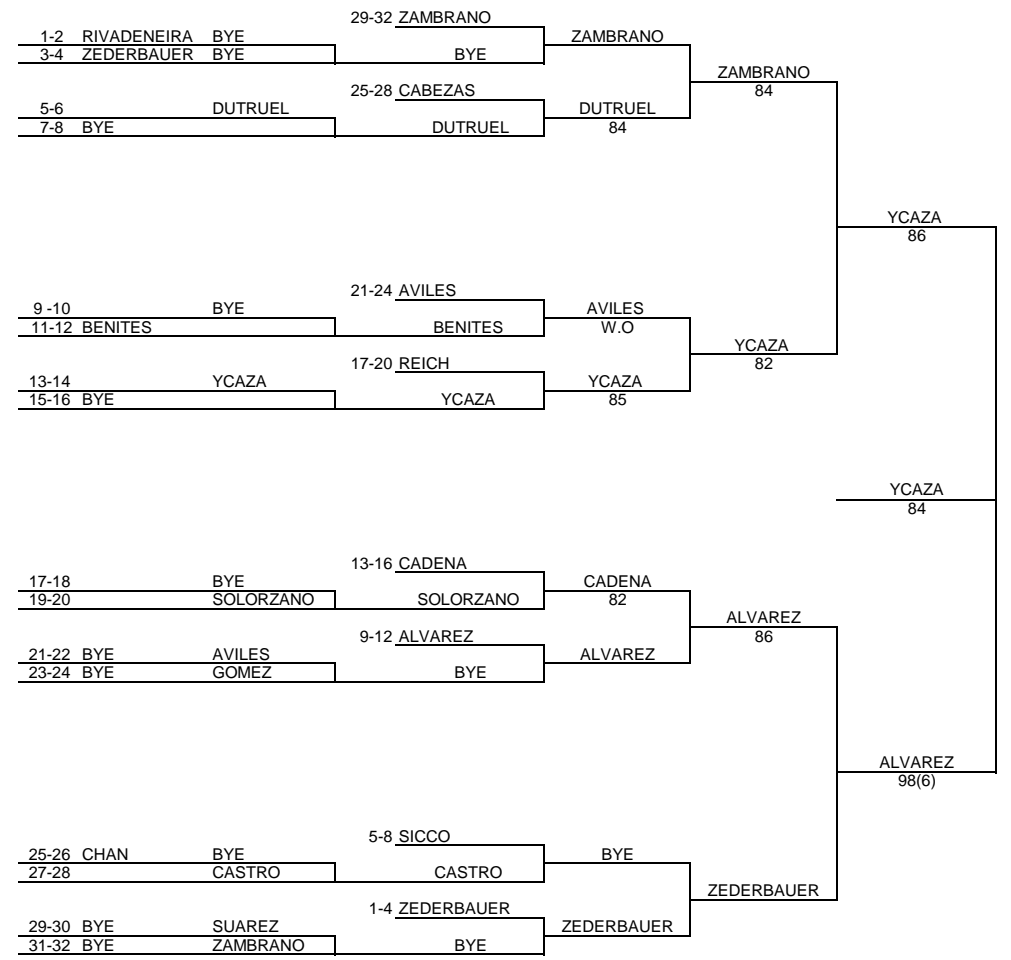 29-32 ZAMBRANO
1-2 RIVADENEIRA BYE ZAMBRANO
3-4 ZEDERBAUER BYE BYE
ZAMBRANO
25-28 CABEZAS 84
5-6 DUTRUEL DUTRUEL
7-8 BYE DUTRUEL 84
YCAZA
86
21-24 AVILES
9 -10 BYE AVILES
11-12 BENITES BENITES W.O
YCAZA
17-20 REICH 82
13-14 YCAZA YCAZA
15-16 BYE YCAZA 85
YCAZA
84
13-16 CADENA
17-18 BYE CADENA
19-20 SOLORZANO SOLORZANO 82
ALVAREZ
9-12 ALVAREZ 86
21-22 BYE AVILES ALVAREZ
23-24 BYE GOMEZ BYE
ALVAREZ
98(6)
5-8 SICCO
25-26 CHAN BYE BYE
27-28 CASTRO CASTRO
ZEDERBAUER
1-4 ZEDERBAUER
29-30 BYE SUAREZ ZEDERBAUER
31-32 BYE ZAMBRANO BYE